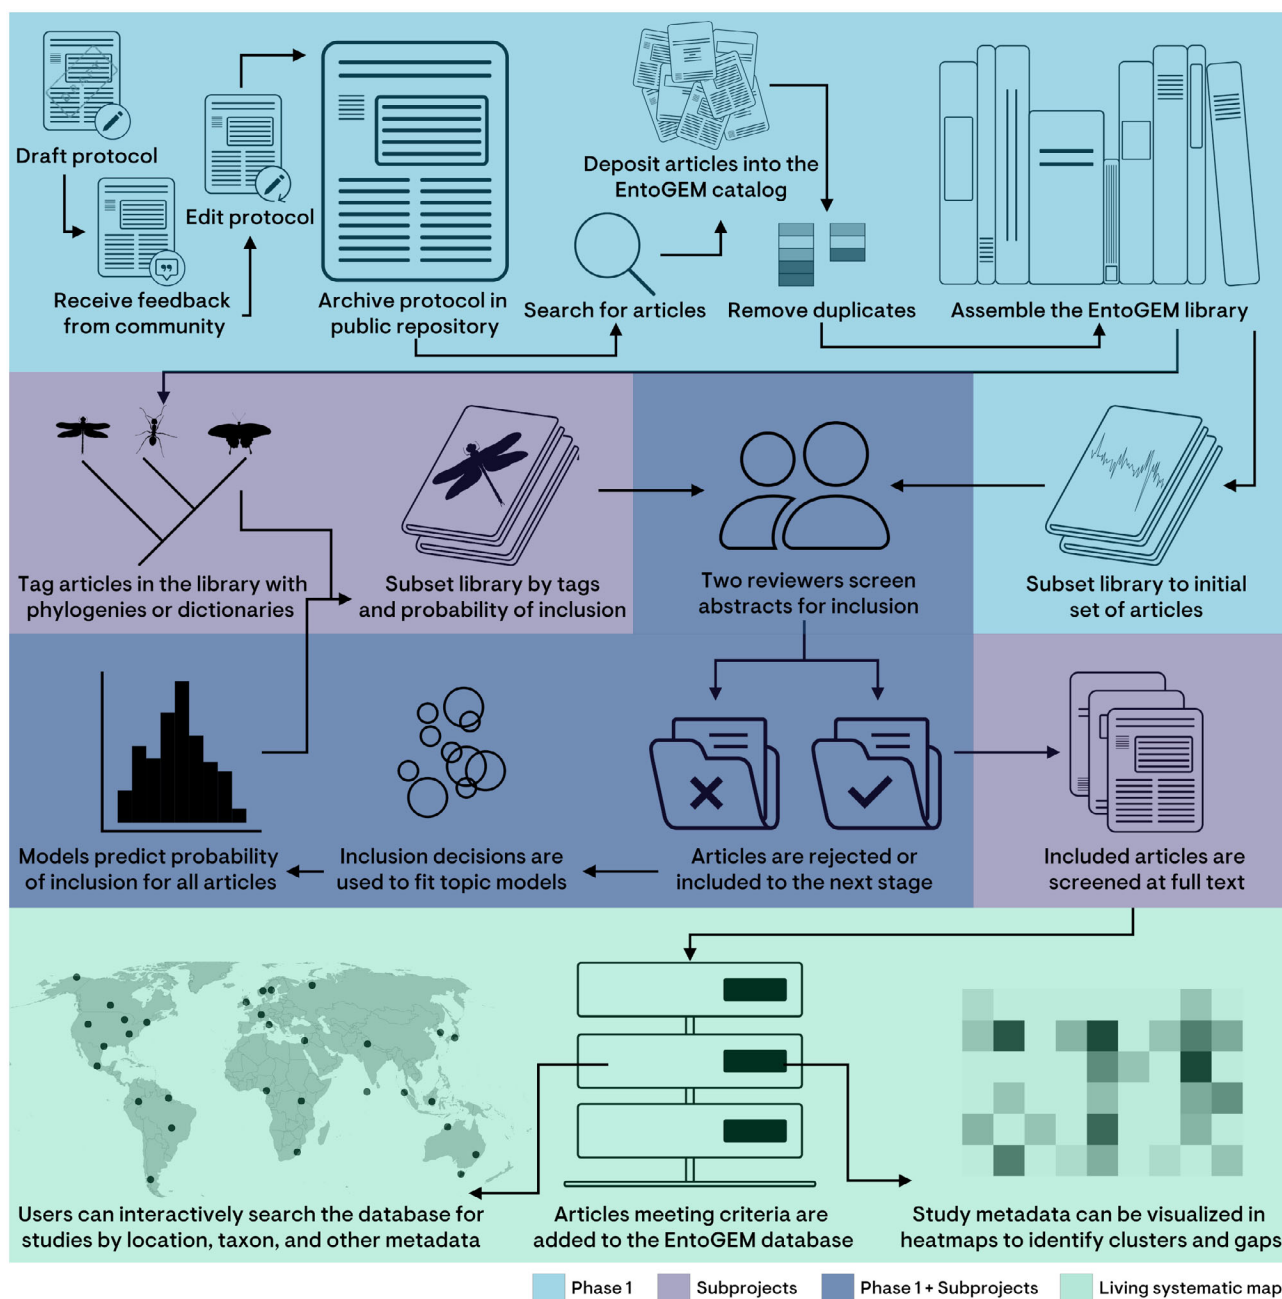 Draft protocol
Receive feedback
from community
Edit protocol
Archive protocol in
public repository
Search for articles
Deposit articles into the
EntoGEM catalog
Remove duplicates
Assemble the EntoGEM library
Tag articles in the library with
phylogenies or dictionaries
Subset library by tags
and probability of inclusion
Two reviewers screen
abstracts for inclusion
Subset library to initial
set of articles
Models predict probability
of inclusion for all articles
Inclusion decisions are
used to fit topic models
Articles are rejected or
included to the next stage
Included articles are
screened at full text
Users can interactively search the database for
studies by location, taxon, and other metadata
Articles meeting criteria are
added to the EntoGEM database
Study metadata can be visualized in
heatmaps to identify clusters and gaps
Phase 1
Subprojects
Phase 1 + Subprojects
Living systematic map